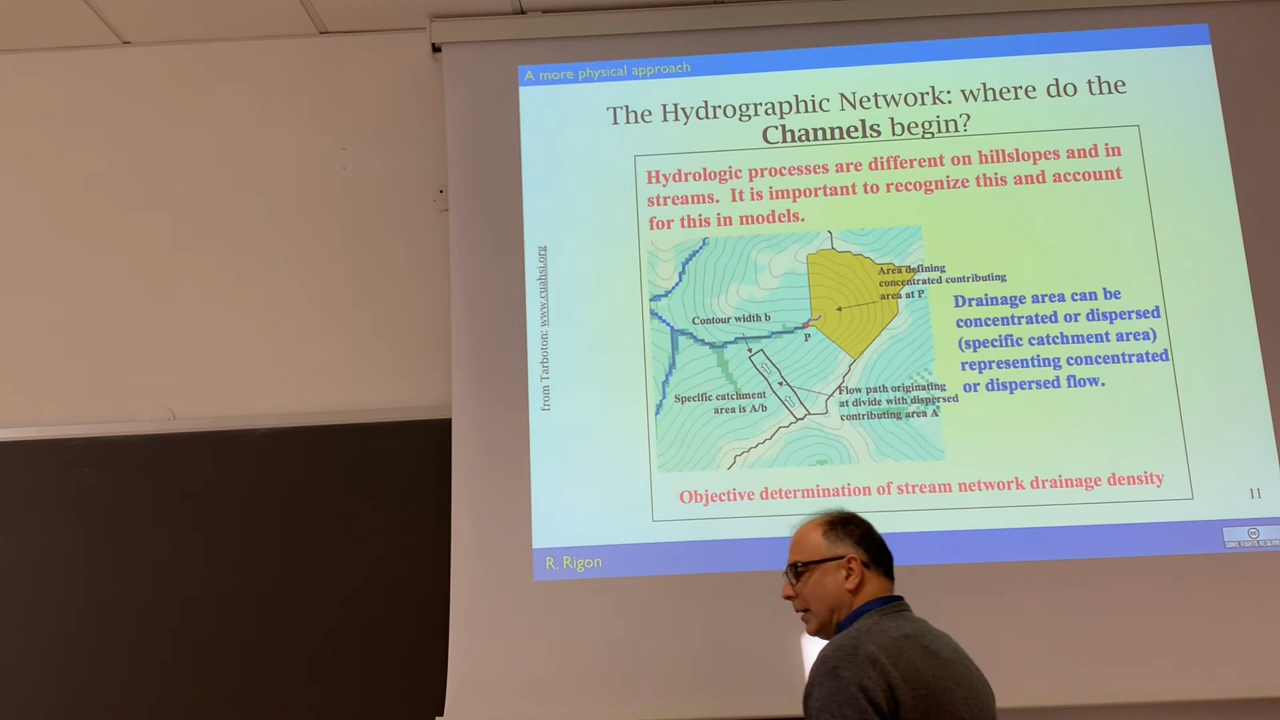 A more physical approach
The Hydrographic Network: where do the
Channels begin?
Hydrologic processes are different on hillslopes and in
streams. It is important to recognize this and account
for this in models.
from Tarboton: www.cuahsi.org
Area defining
concentrated contributing
area at P
Contour width b
P
Drainage area can be
concentrated or dispersed
(specific catchment area)
representing concentrated
or dispersed flow.
Specific catchment
area is A/b
Flow path originating
at divide with dispersed
contributing area A
Objective determination of stream network drainage density
11
R. Rigon
cc
SOME RIGHTS RESERVED